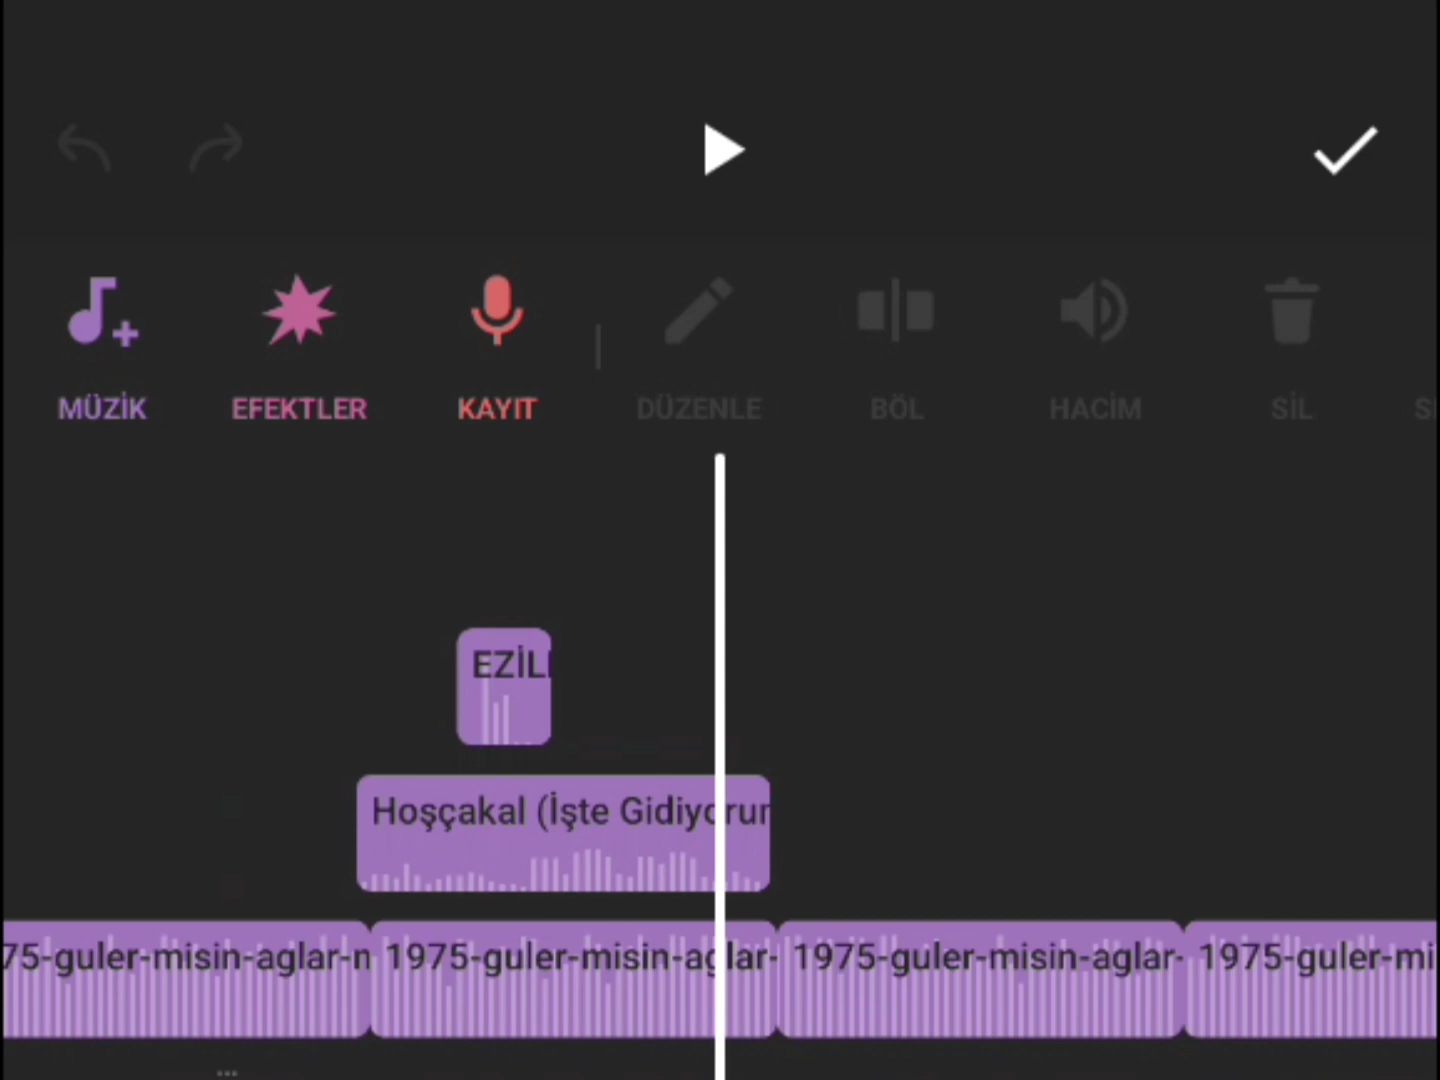 MÜZİK EFEKTLER KAYIT DÜZENLE BÖL HACİM SİL
EZİL
Hoşçakal (İşte Gidiyorum
75-guler-misin-aglar-n 1975-guler-misin-aglar- 1975-guler-misin-aglar- 1975-guler-mi
...